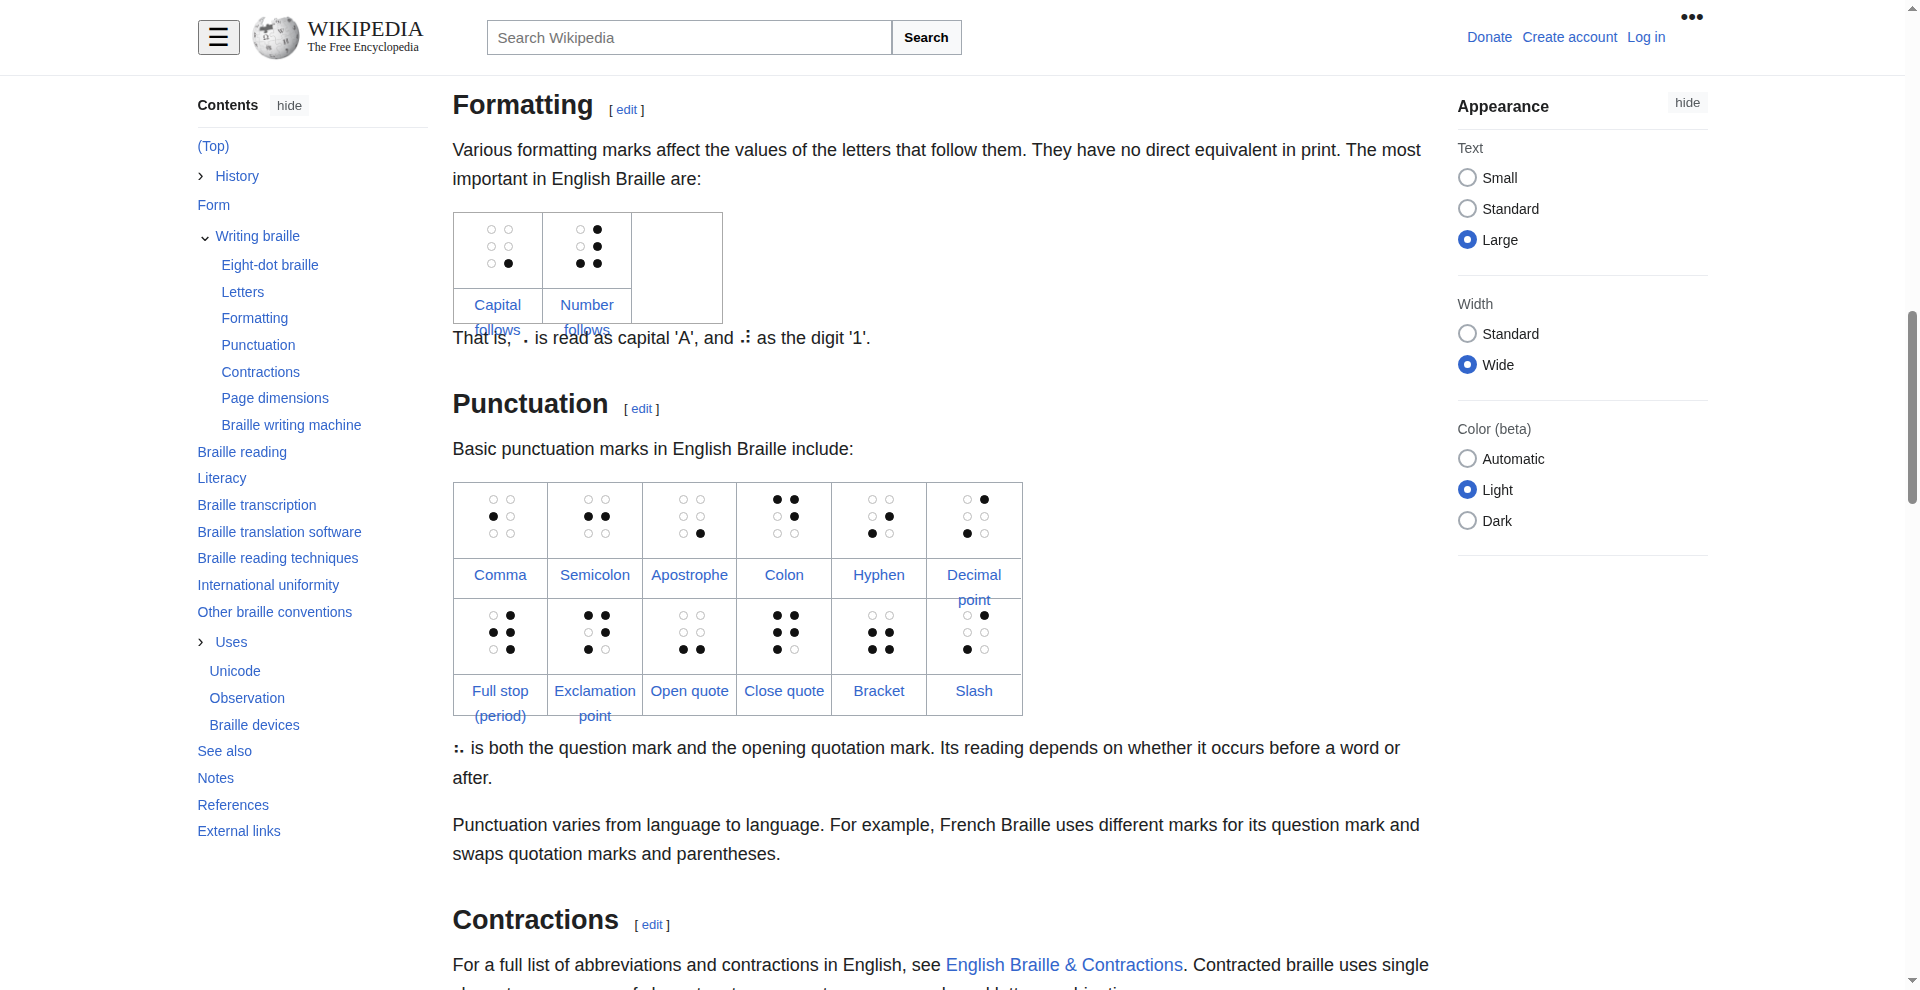 ☰
WIKIPEDIA
The Free Encyclopedia
Search Wikipedia
Search
Donate
Create account
Log in
•••
Contents
hide
(Top)
History
Form
Writing braille
Eight-dot braille
Letters
Formatting
Punctuation
Contractions
Page dimensions
Braille writing machine
Braille reading
Literacy
Braille transcription
Braille translation software
Braille reading techniques
International uniformity
Other braille conventions
Uses
Unicode
Observation
Braille devices
See also
Notes
References
External links
Formatting [ edit ]
Various formatting marks affect the values of the letters that follow them. They have no direct equivalent in print. The most
important in English Braille are:
Capital
follows
Number
follows
That is, ⠠ is read as capital 'A', and ⠼ as the digit '1'.
Punctuation [ edit ]
Basic punctuation marks in English Braille include:
Comma
Semicolon
Apostrophe
Colon
Hyphen
Decimal
point
Full stop
(period)
Exclamation
point
Open quote
Close quote
Bracket
Slash
⠦ is both the question mark and the opening quotation mark. Its reading depends on whether it occurs before a word or
after.
Punctuation varies from language to language. For example, French Braille uses different marks for its question mark and
swaps quotation marks and parentheses.
Contractions [ edit ]
For a full list of abbreviations and contractions in English, see English Braille & Contractions. Contracted braille uses single
Appearance
hide
Text
Small
Standard
Large
Width
Standard
Wide
Color (beta)
Automatic
Light
Dark